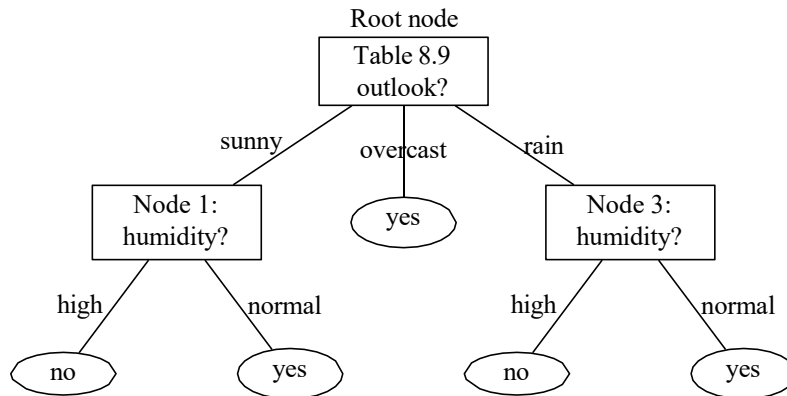 Root node
Table 8.9
outlook?
sunny
overcast
rain
Node 1:
humidity?
yes
Node 3:
humidity?
high
normal
high
normal
no
yes
no
yes